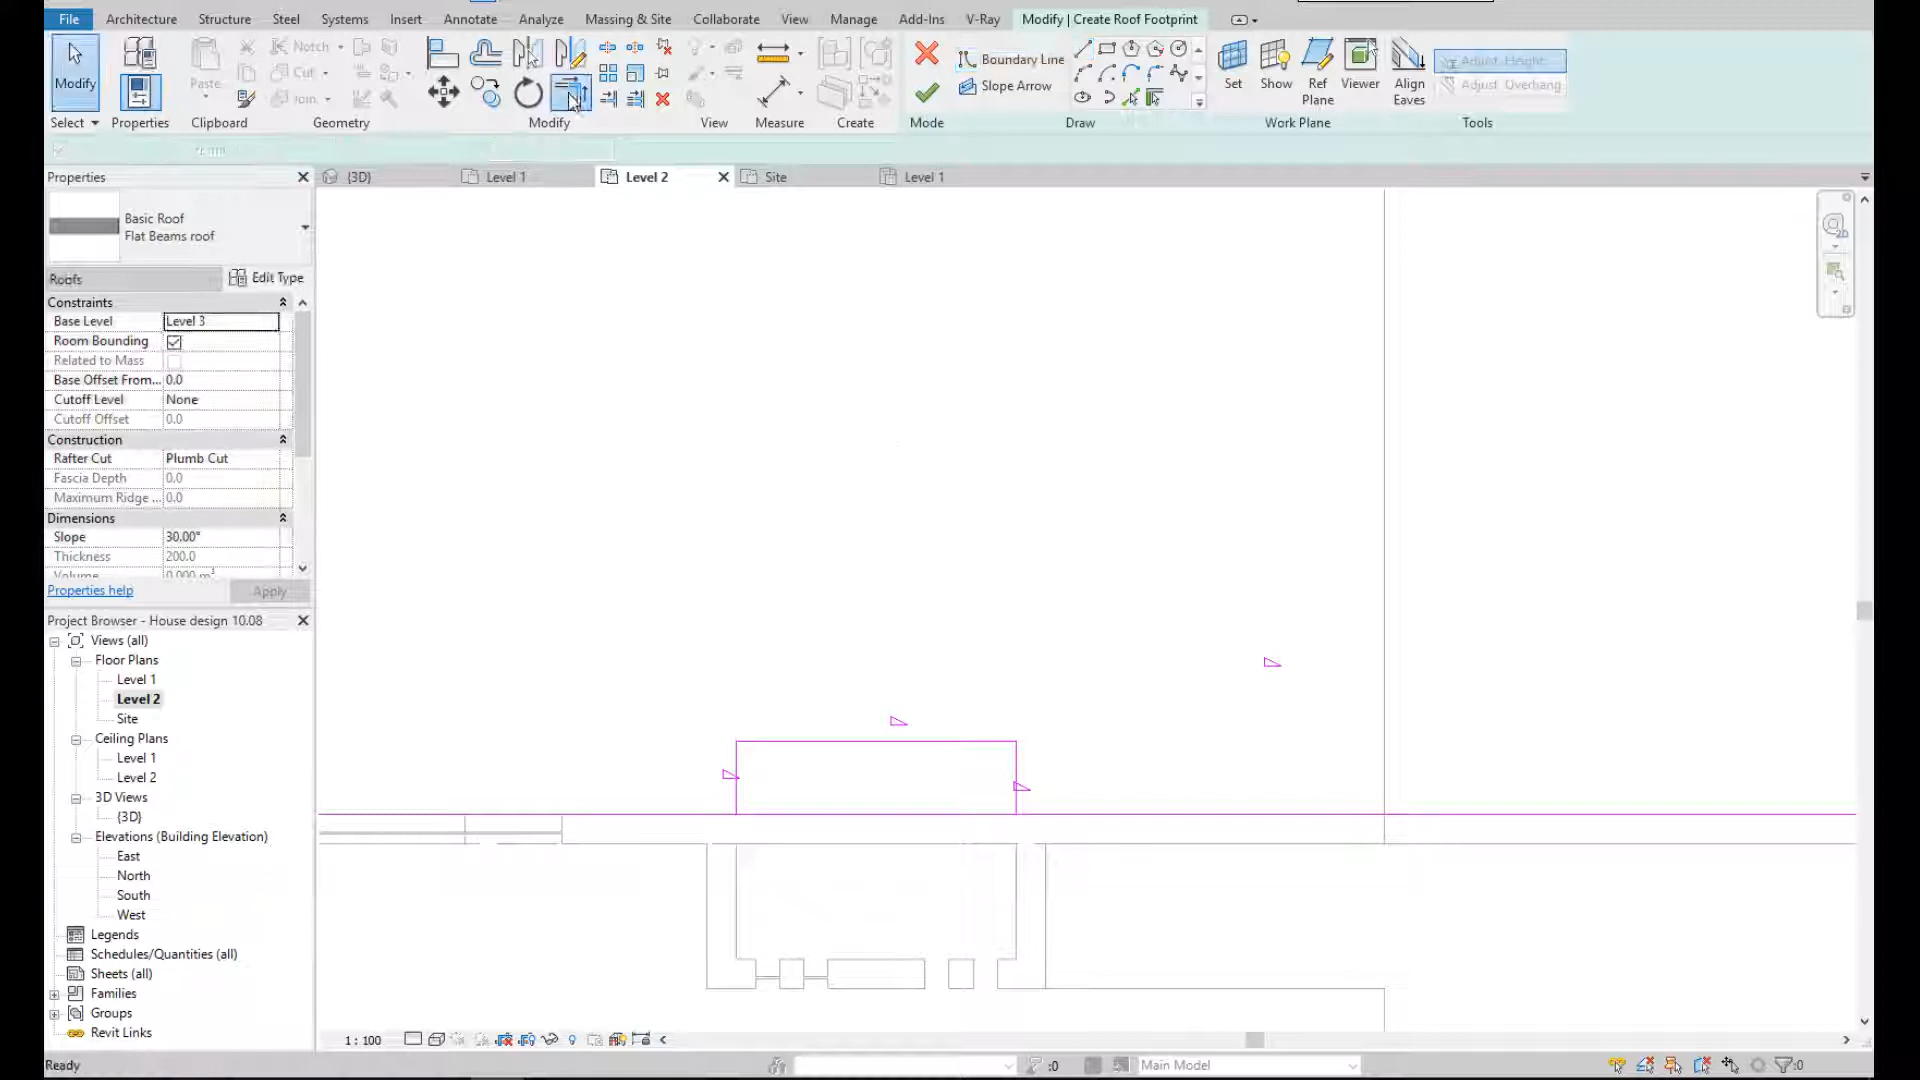 File Architecture Structure Steel Systems Insert Annotate Analyze Massing & Site Collaborate View Manage Add-Ins V-Ray Modify | Create Roof Footprint
Modify
Paste
Notch
Cut
Join
Boundary Line
Slope Arrow
Set
Show
Ref
Plane
Viewer
Align
Eaves
Adjust Height
Adjust Overhang
Select Properties Clipboard Geometry Modify View Measure Create Mode Draw Work Plane Tools
Properties
{3D} Level 1 Level 2 Site Level 1
Basic Roof
Flat Beams roof
Roofs Edit Type
Constraints
Base Level Level 3
Room Bounding
Related to Mass
Base Offset From... 0.0
Cutoff Level None
Cutoff Offset 0.0
Construction
Rafter Cut Plumb Cut
Fascia Depth 0.0
Maximum Ridge ... 0.0
Dimensions
Slope 30.00°
Thickness 200.0
Volume 0.000 m³
Properties help Apply
Project Browser - House design 10.08
Views (all)
Floor Plans
Level 1
Level 2
Site
Ceiling Plans
Level 1
Level 2
3D Views
{3D}
Elevations (Building Elevation)
East
North
South
West
Legends
Schedules/Quantities (all)
Sheets (all)
Families
Groups
Revit Links
1 : 100
Ready :0 Main Model :0
2D